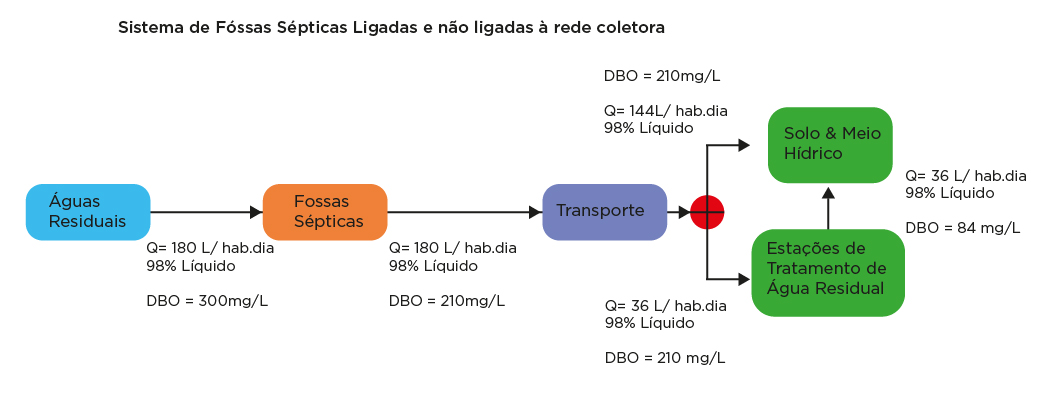 Sistema de Fóssas Sépticas Ligadas e não ligadas à rede coletora
Águas
Residuais
Q= 180 L/ hab.dia
98% Líquido
DBO = 300mg/L
Fossas
Sépticas
Q= 180 L/ hab.dia
98% Líquido
DBO = 210mg/L
Transporte
DBO = 210mg/L
Q= 144L/ hab.dia
98% Líquido
Q= 36 L/ hab.dia
98% Líquido
DBO = 210 mg/L
Solo & Meio
Hídrico
Estações de
Tratamento de
Água Residual
Q= 36 L/ hab.dia
98% Líquido
DBO = 84 mg/L